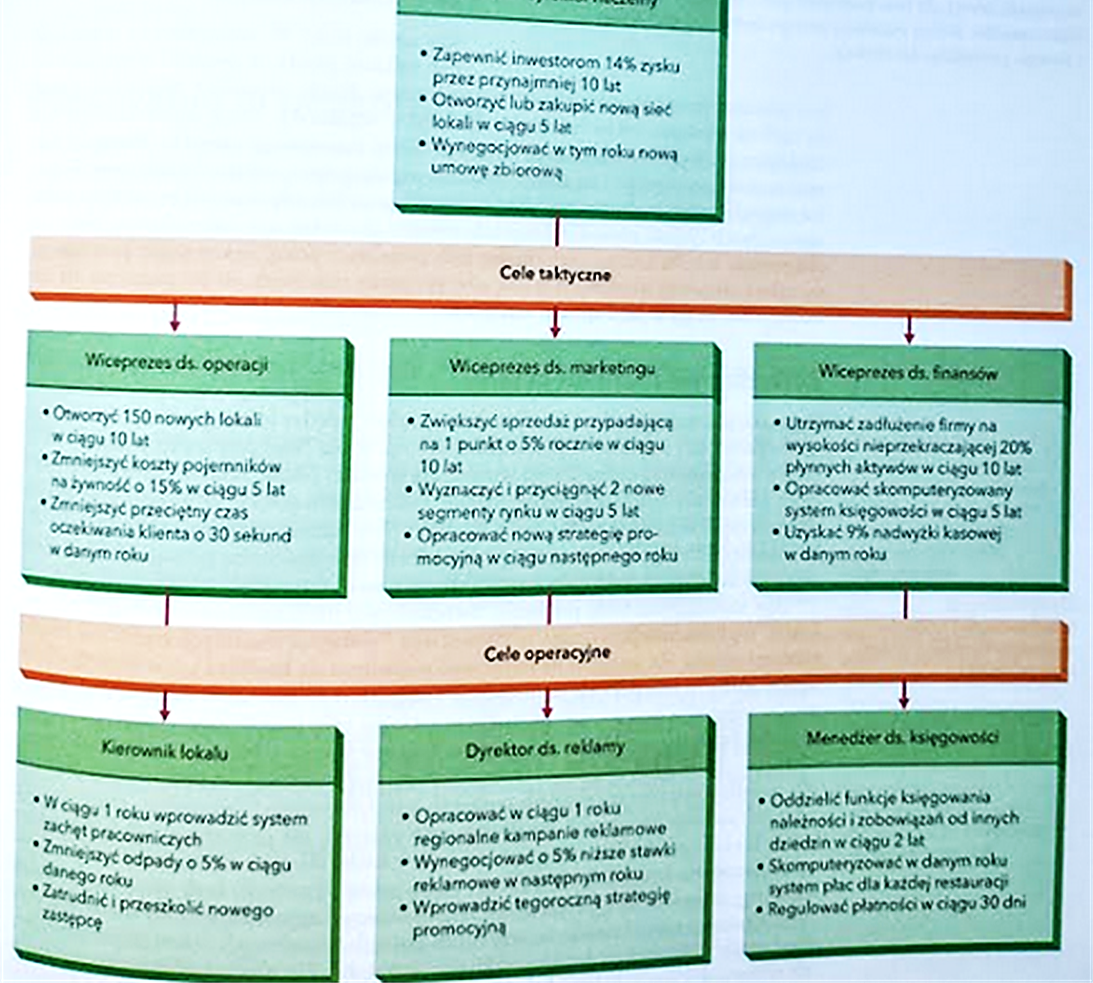 naczelny
• Zapewnić inwestorom 14% zysku
przez przynajmniej 10 lat
• Otworzyć lub zakupić nową sieć
lokali w ciągu 5 lat
• Wynegocjować w tym roku nową
umowę zbiorową
Cele taktyczne
Wiceprezes ds. operacji
• Otworzyć 150 nowych lokali
w ciągu 10 lat
• Zmniejszyć koszty pojemników
na żywność o 15% w ciągu 5 lat
• Zmniejszyć przeciętny czas
oczekiwania klienta o 30 sekund
w danym roku
Wiceprezes ds. marketingu
• Zwiększyć sprzedaż przypadającą
na 1 punkt o 5% rocznie w ciągu
10 lat
• Wyznaczyć i przyciągnąć 2 nowe
segmenty rynku w ciągu 5 lat
• Opracować nową strategię pro-
mocyjną w ciągu następnego roku
Wiceprezes ds. finansów
• Utrzymać zadłużenie firmy na
wysokości nieprzekraczającej 20%
płynnych aktywów w ciągu 10 lat
• Opracować skomputeryzowany
system księgowości w ciągu 5 lat
• Uzyskać 9% nadwyżki kasowej
w danym roku
Cele operacyjne
Kierownik lokalu
• W ciągu 1 roku wprowadzić system
zachęt pracowniczych
• Zmniejszyć odpady o 5% w ciągu
danego roku
• Zatrudnić i przeszkolić nowego
zastępcę
Dyrektor ds. reklamy
• Opracować w ciągu 1 roku
regionalne kampanie reklamowe
• Wynegocjować o 5% niższe stawki
reklamowe w następnym roku
• Wprowadzić tegoroczną strategię
promocyjną
Menedżer ds. księgowości
• Oddzielić funkcje księgowania
należności i zobowiązań od innych
dziedzin w ciągu 2 lat
• Skomputeryzować w danym roku
system płac dla każdej restauracji
• Regulować płatności w ciągu 30 dni